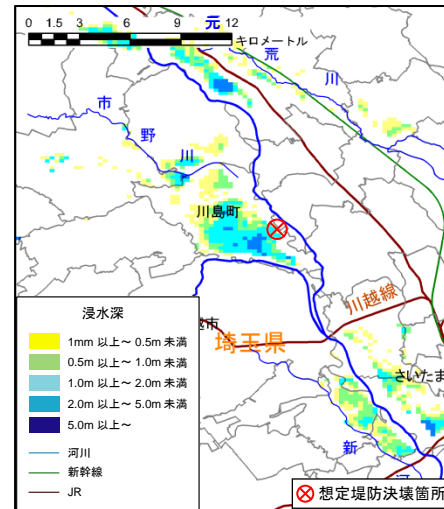 0 1.5 3 6 9 12
キロメートル
元
荒
川
市
野
川
川島町
川越線
越市
埼玉県
さいたま
新
河
浸水深
1mm 以上～ 0.5m 未満
0.5m 以上～ 1.0m 未満
1.0m 以上～ 2.0m 未満
2.0m 以上～ 5.0m 未満
5.0m 以上～
河川
新幹線
JR
想定堤防決壊箇所